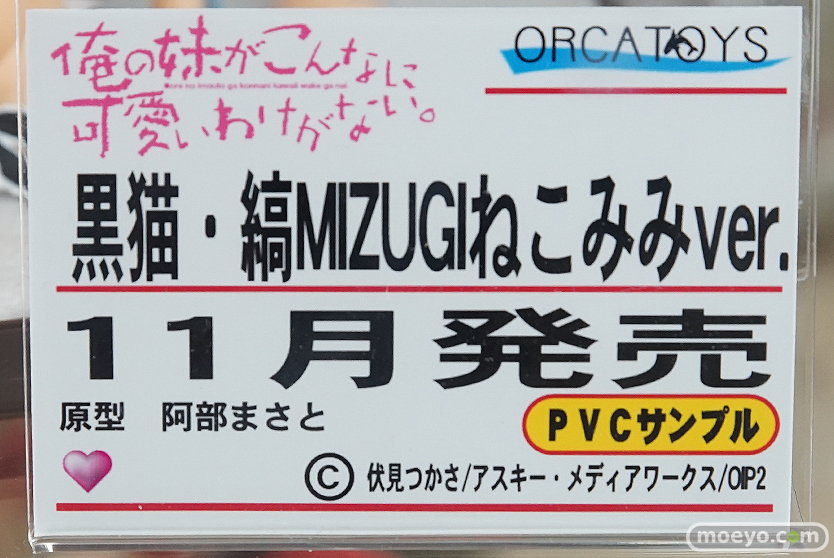 俺の妹がこんなに
ore no imouto ga konnani kawaii wake ga nai.
可愛いわけがない。
ORCATOYS
黒猫・縞MIZUGIねこみみver.
11月発売
原型 阿部まさと
PVCサンプル
©伏見つかさ/アスキー・メディアワークス/OIP2
moeyo.com